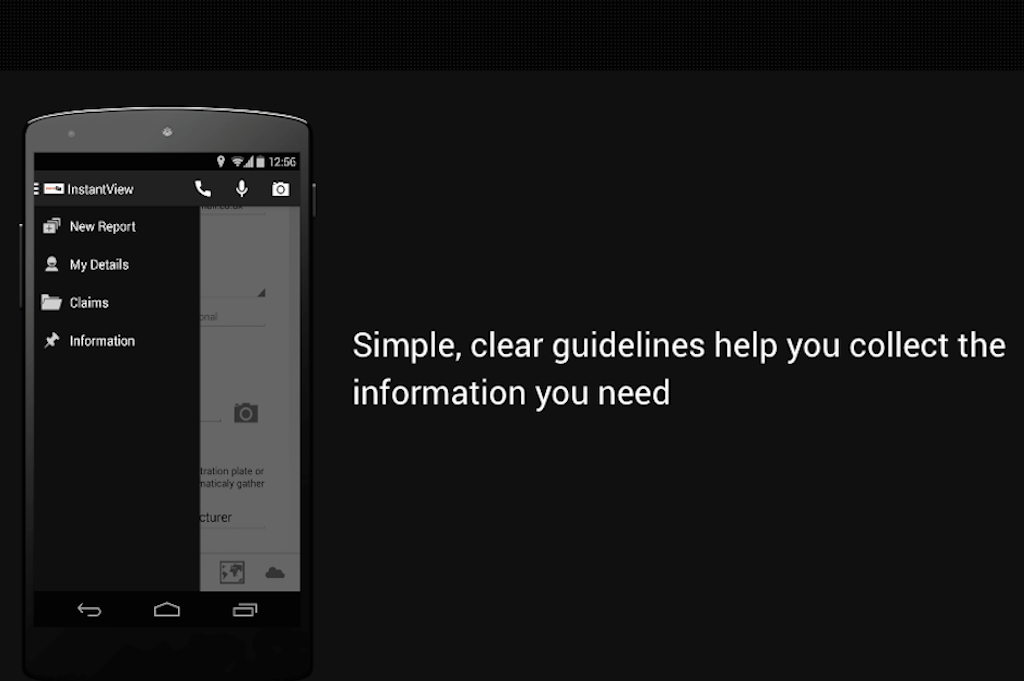 12:56
InstantView
New Report
My Details
Claims
Information
tration plate or
maticaly gather
cturer
Simple, clear guidelines help you collect the
information you need